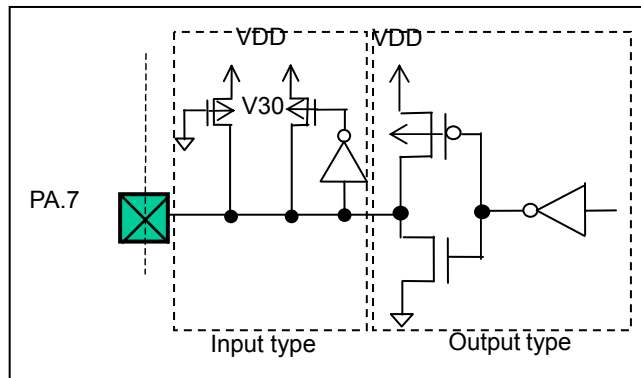 VDD
VDD
V30
PA.7
Input type
Output type